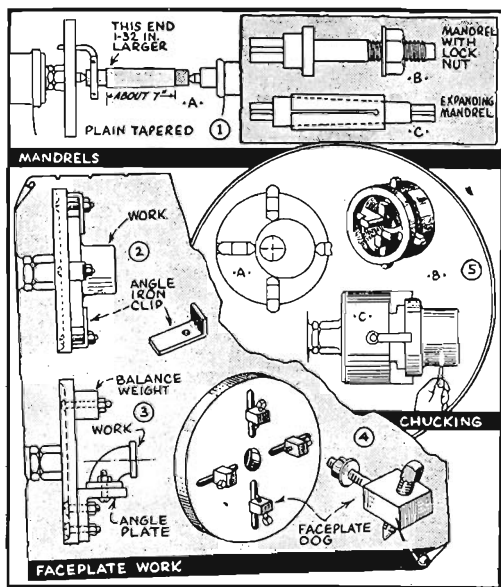 THIS END
1-32 IN.
LARGER
ABOUT 7"
·A·
PLAIN TAPERED
1
MANDREL
WITH
LOCK
NUT
·B·
EXPANDING
MANDREL
·C·
MANDRELS
WORK
2
ANGLE
IRON
CLIP
·A·
5
·B·
·C·
BALANCE
WEIGHT
3
WORK
ANGLE
PLATE
CHUCKING
4
FACEPLATE
DOG
FACEPLATE WORK